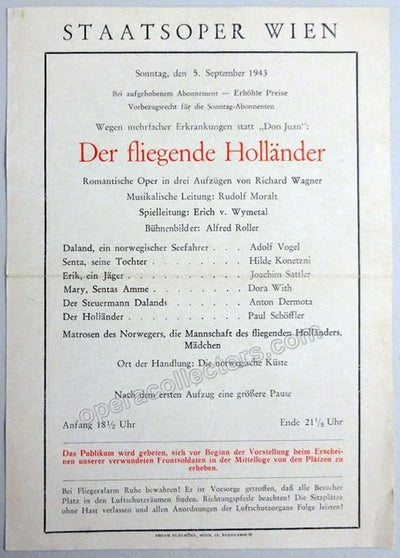 STAATSOPER WIEN
Sonntag, den 5. September 1943
Bei aufgehobenem Abonnement — Erhöhte Preise
Vorbezugsrecht für die Sonntag-Abonnenten
Wegen mehrfacher Erkrankungen statt „Don Juan":
Der fliegende Holländer
Romantische Oper in drei Aufzügen von Richard Wagner
Musikalische Leitung: Rudolf Moralt
Spielleitung: Erich v. Wymetal
Bühnenbilder: Alfred Roller
Daland, ein norwegischer Seefahrer . . . Adolf Vogel
Senta, seine Tochter . . . . . . . . Hilde Konetzni
Erik, ein Jäger . . . . . . . . . . Joachim Sattler
Mary, Sentas Amme . . . . . . . . Dora With
Der Steuermann Dalands . . . . . . Anton Dermota
Der Holländer . . . . . . . . . . Paul Schöffler
Matrosen des Norwegers, die Mannschaft des fliegenden Holländers,
Mädchen
Ort der Handlung: Die norwegische Küste
Nach dem ersten Aufzug eine größere Pause
Anfang 18½ Uhr Ende 21½ Uhr
Das Publikum wird gebeten, sich vor Beginn der Vorstellung beim Erschei-
nen unserer verwundeten Frontsoldaten in der Mittelloge von den Plätzen zu
erheben.
Bei Fliegeralarm Ruhe bewahren! Es ist Vorsorge getroffen, daß alle Besucher
Platz in den Luftschutzräumen finden. Richtungspfeile beachten! Die Sitzplätze
ohne Hast verlassen und allen Anordnungen der Luftschutzorgane Folge leisten!
operacollectors.com